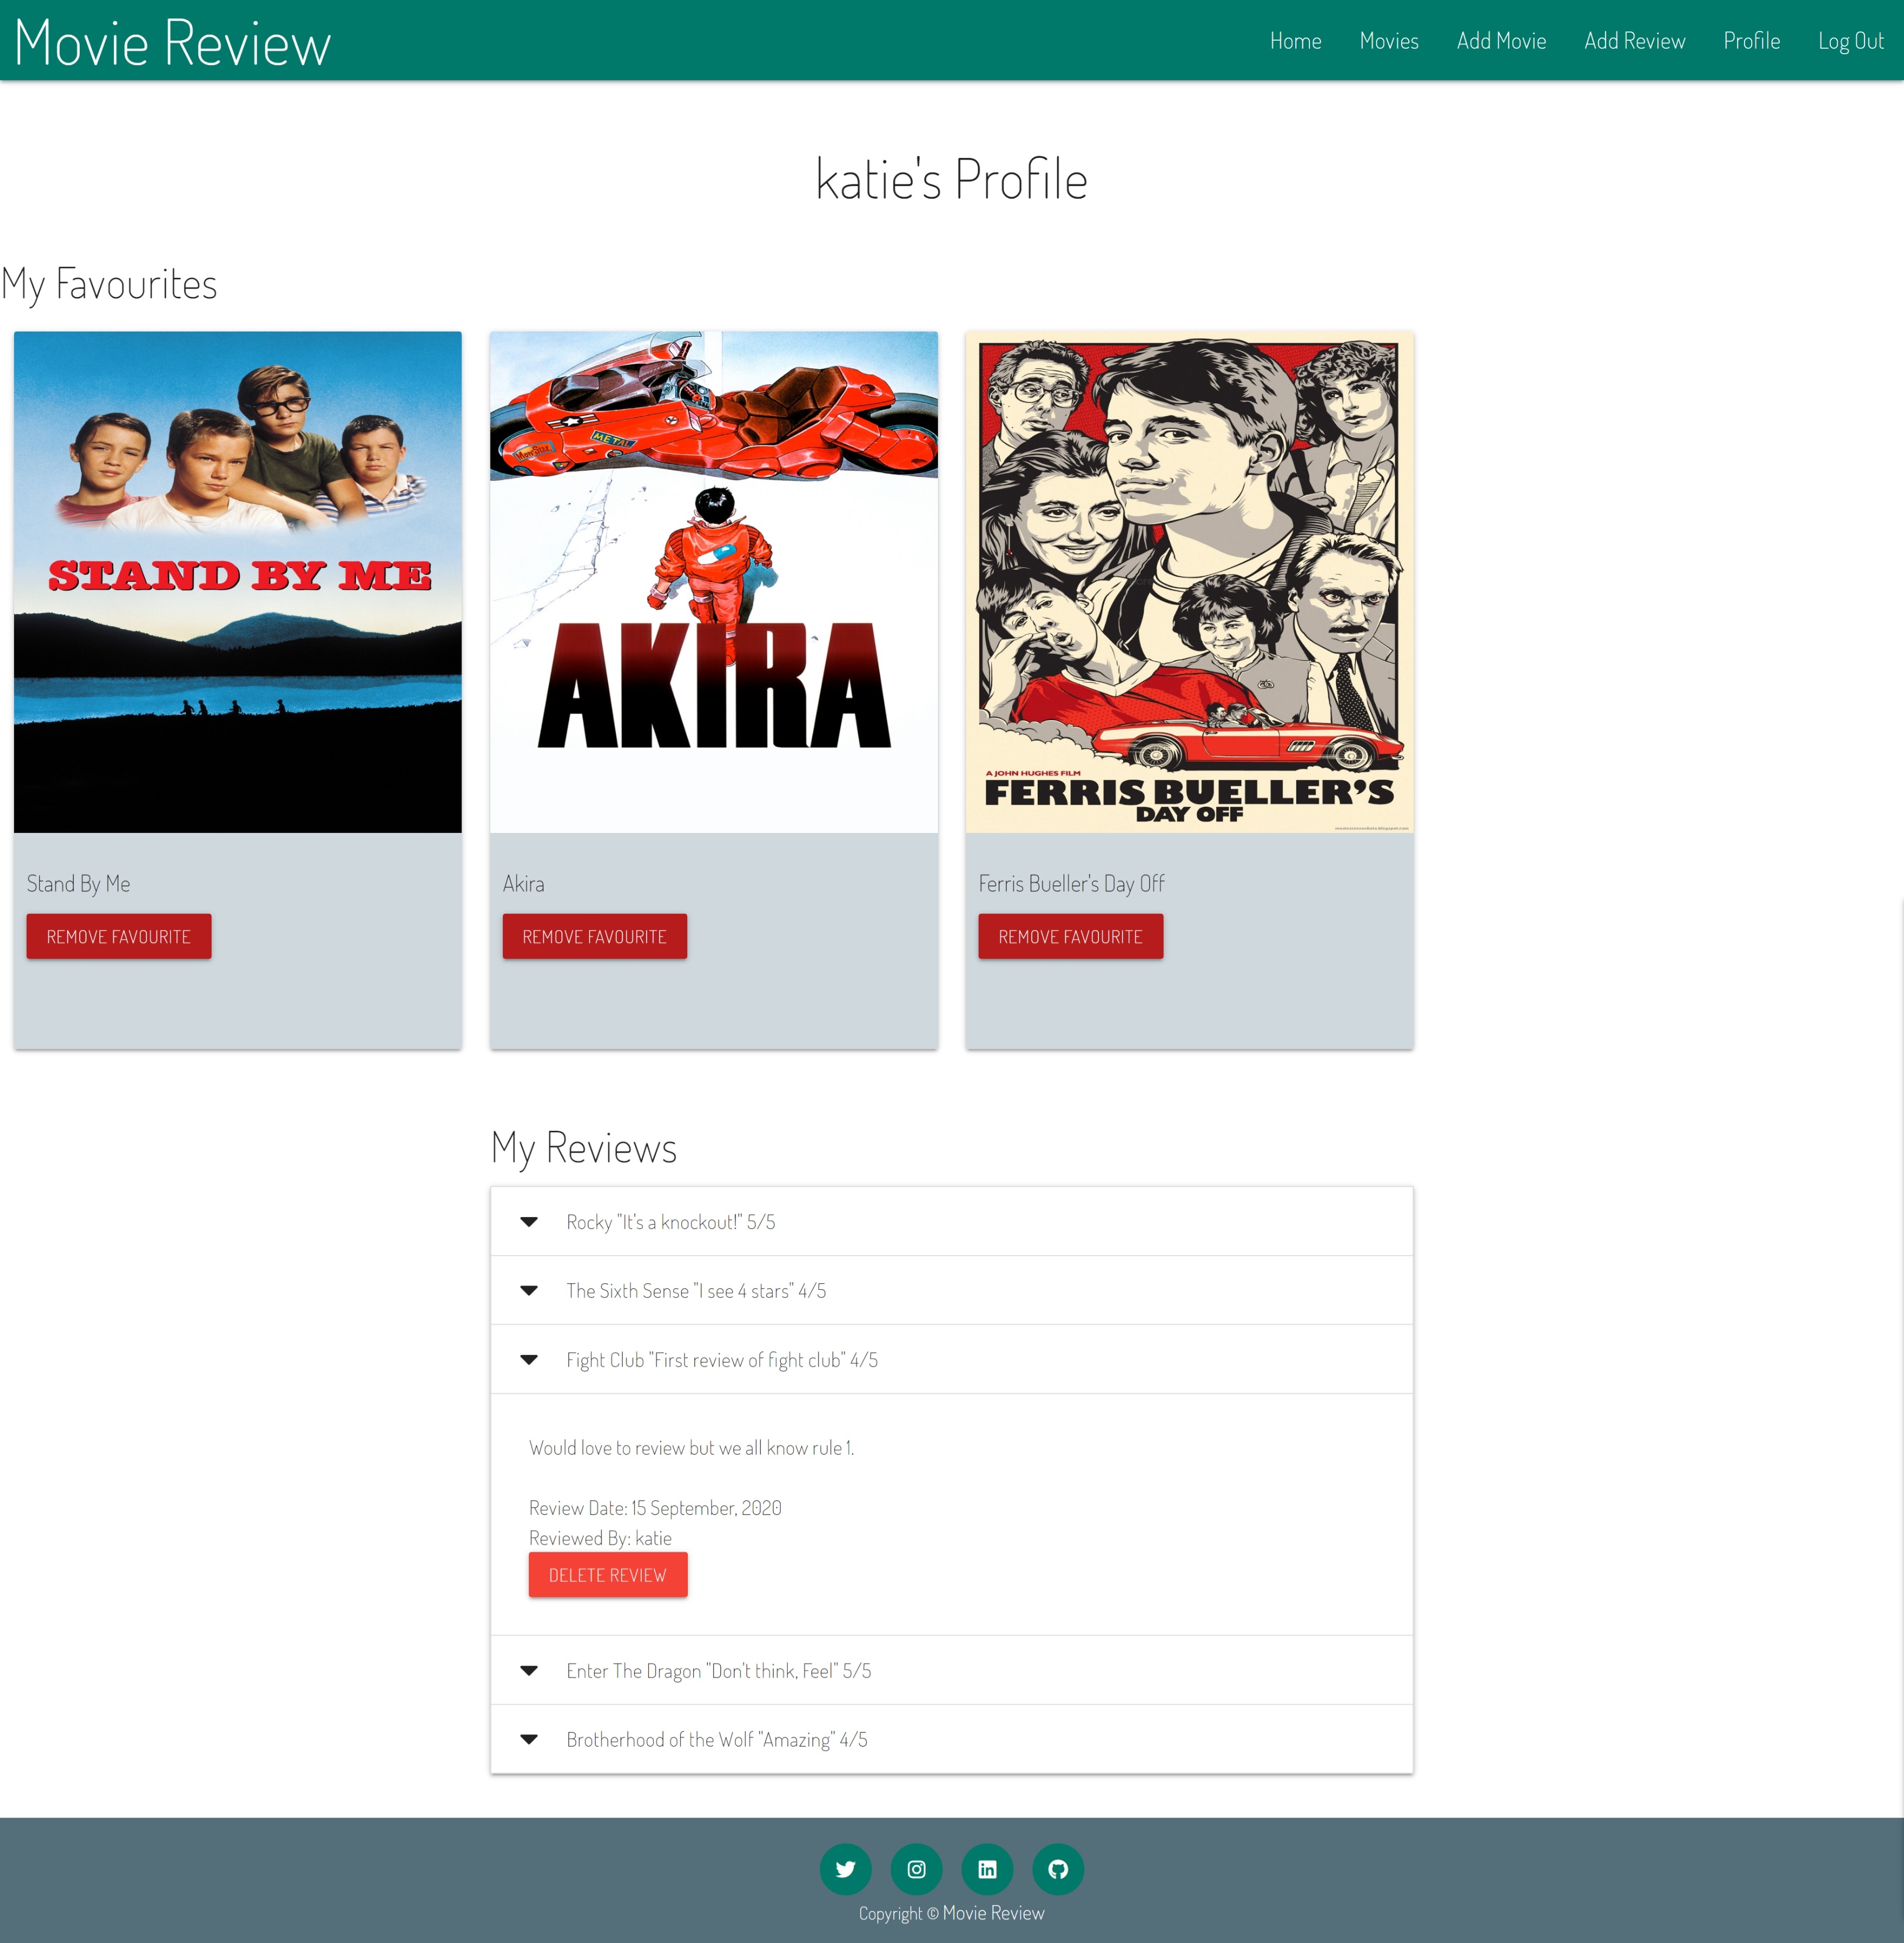 Movie Review
Home Movies Add Movie Add Review Profile Log Out
katie's Profile
My Favourites
STAND BY ME
METAL
AKIRA
A JOHN HUGHES FILM
FERRIS BUELLER'S
DAY OFF
Stand By Me
REMOVE FAVOURITE
Akira
REMOVE FAVOURITE
Ferris Bueller's Day Off
REMOVE FAVOURITE
My Reviews
Rocky "It's a knockout!" 5/5
The Sixth Sense "I see 4 stars" 4/5
Fight Club "First review of fight club" 4/5
Would love to review but we all know rule 1.
Review Date: 15 September, 2020
Reviewed By: katie
DELETE REVIEW
Enter The Dragon "Don't think, Feel" 5/5
Brotherhood of the Wolf "Amazing" 4/5
in
Copyright © Movie Review